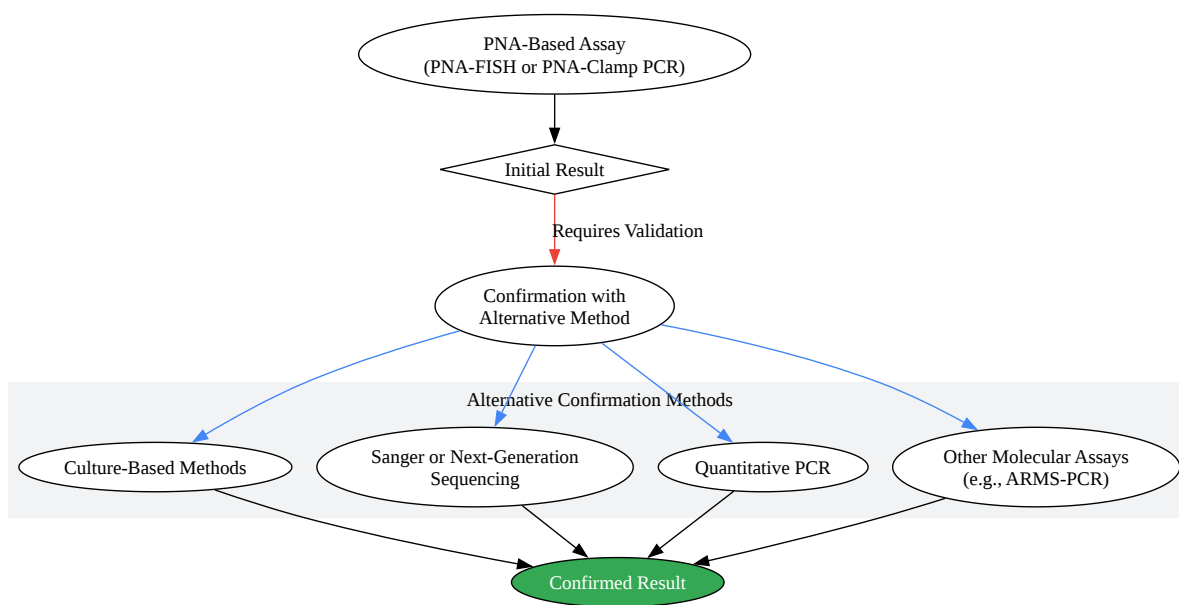 PNA-Based Assay
(PNA-FISH or PNA-Clamp PCR)
Initial Result
Requires Validation
Confirmation with
Alternative Method
Alternative Confirmation Methods
Culture-Based Methods
Sanger or Next-Generation
Sequencing
Quantitative PCR
Other Molecular Assays
(e.g., ARMS-PCR)
Confirmed Result